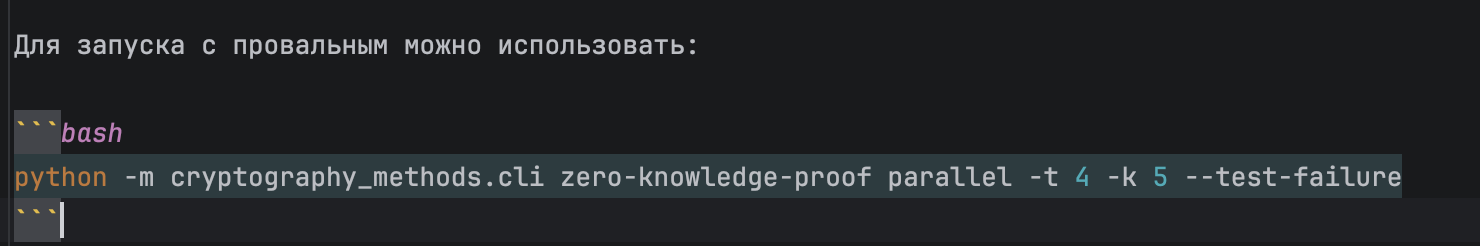 Для запуска с провальным можно использовать:
```bash
python -m cryptography_methods.cli zero-knowledge-proof parallel -t 4 -k 5 --test-failure
```